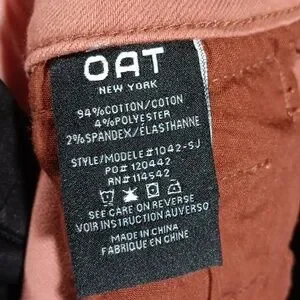 OAT
NEW YORK
94%COTTON/COTON
4%POLYESTER
2%SPANDEX/ÉLASTHANNE
STYLE/MODELE#1042-SJ
PO# 120442
RN# 114542
SEE CARE ON REVERSE
VOIR INSTRUCTION AUVERSO
MADE IN CHINA
FABRIQUE EN CHINE